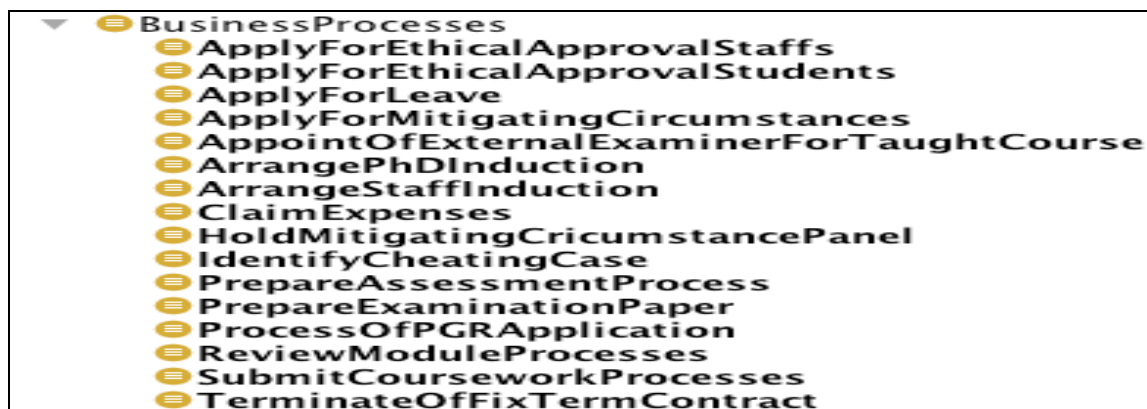 BusinessProcesses
ApplyForEthicalApprovalStaffs
ApplyForEthicalApprovalStudents
ApplyForLeave
ApplyForMitigatingCircumstances
AppointOfExternalExaminerForTaughtCourse
ArrangePhDInduction
ArrangeStaffInduction
ClaimExpenses
HoldMitigatingCricumstancePanel
IdentifyCheatingCase
PrepareAssessmentProcess
PrepareExaminationPaper
ProcessOfPGRApplication
ReviewModuleProcesses
SubmitCourseworkProcesses
TerminateOfFixTermContract